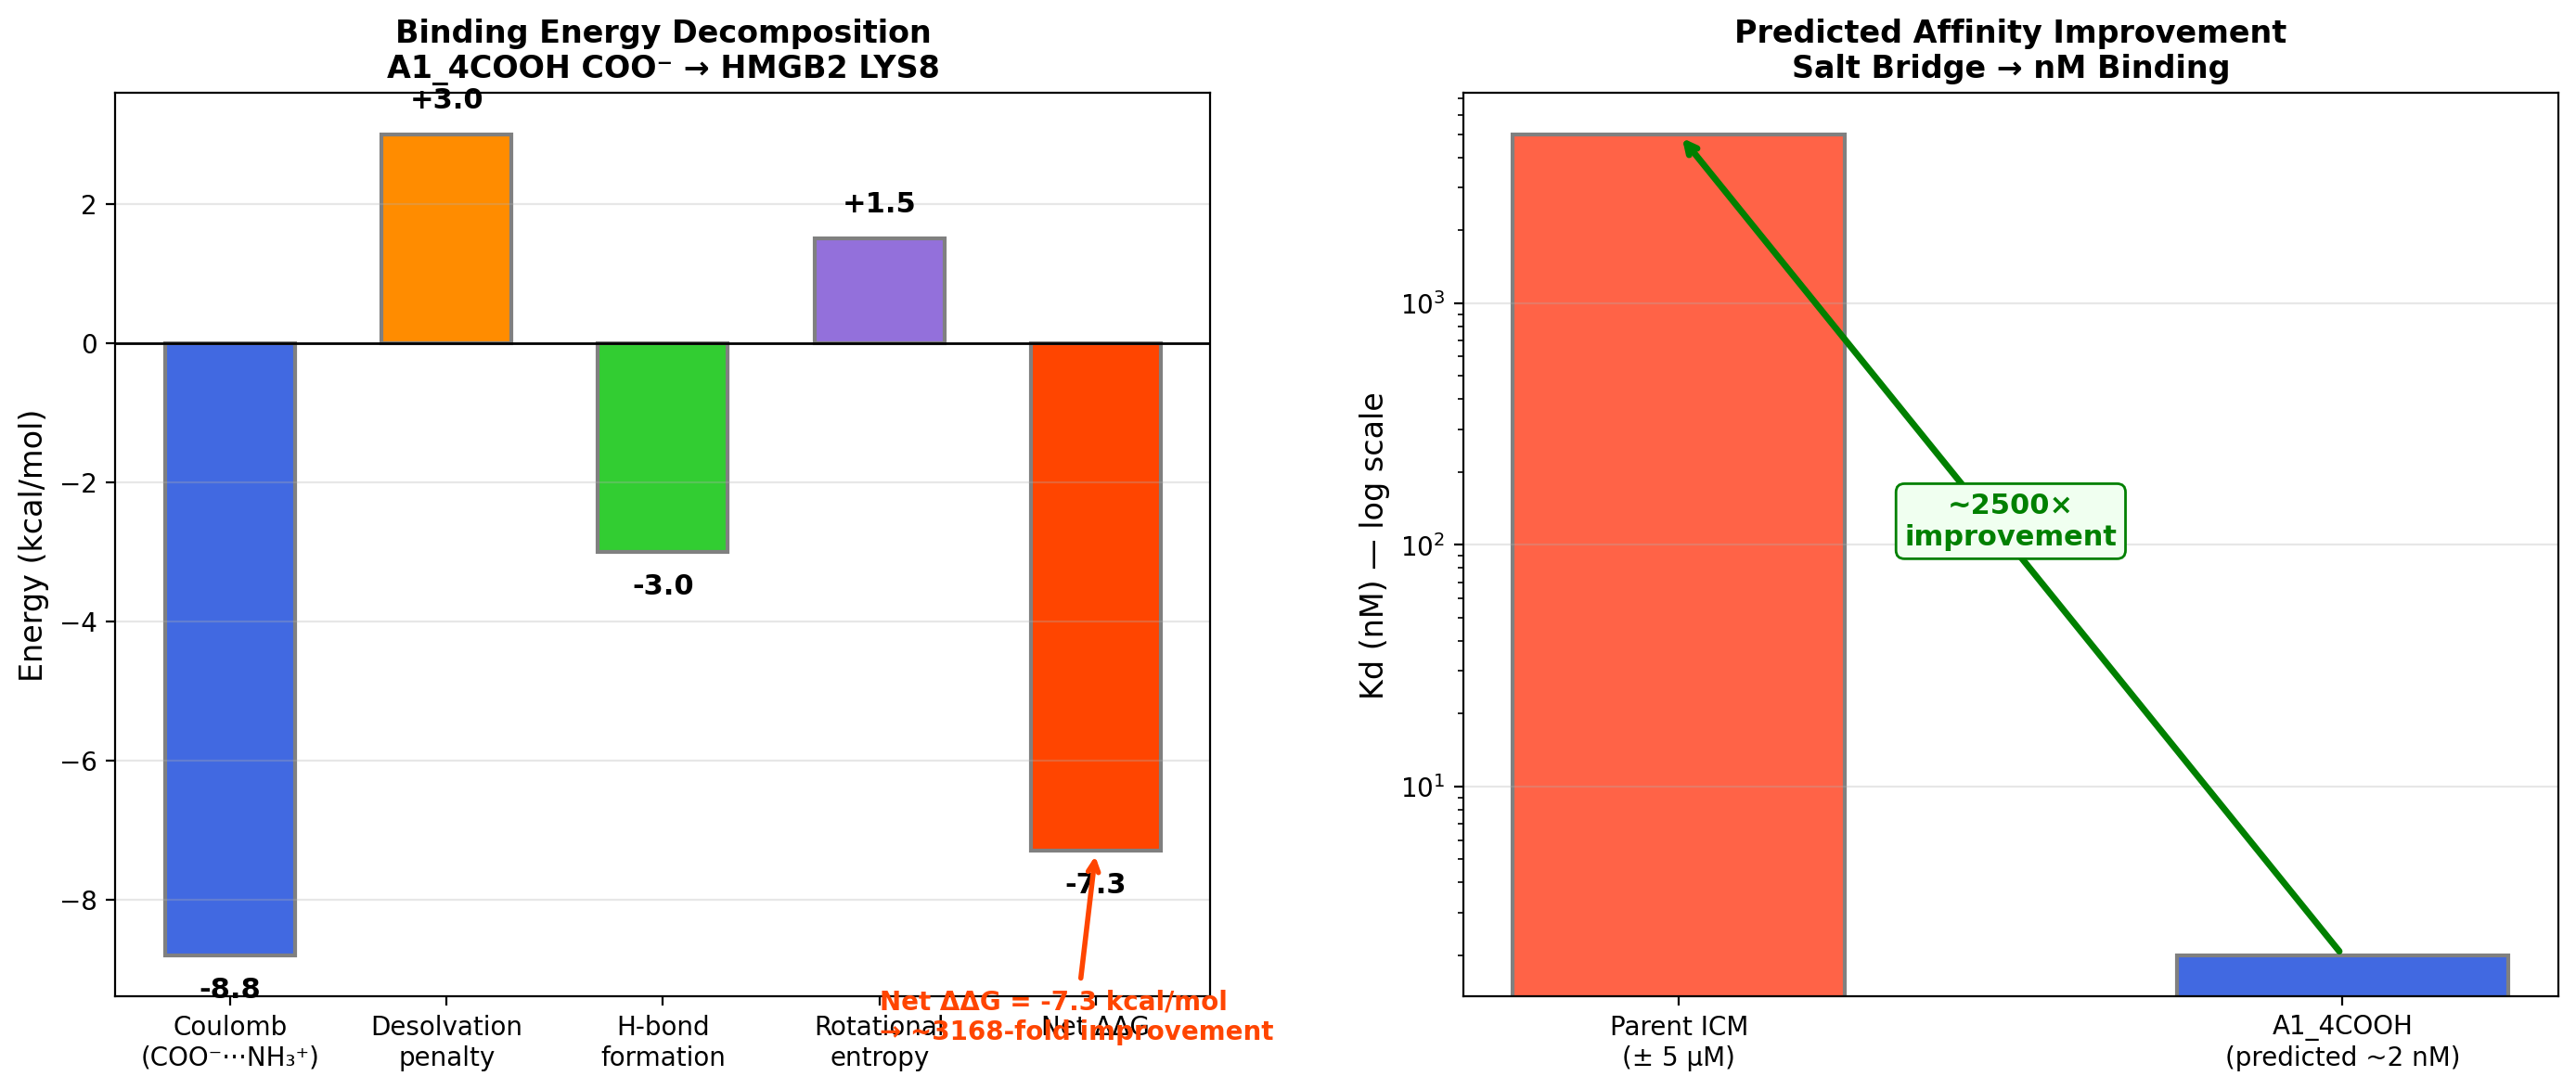 Binding Energy Decomposition
A1_4COOH COO⁻ → HMGB2 LYS8
+3.0
+1.5
-3.0
-7.3
-8.8
2
0
−2
−4
−6
−8
Energy (kcal/mol)
Net ΔΔG = -7.3 kcal/mol
→ ~3168-fold improvement
Coulomb
(COO⁻···NH₃⁺)
Desolvation
penalty
H-bond
formation
Rotational
entropy
Net ΔΔG
Predicted Affinity Improvement
Salt Bridge → nM Binding
10³
10²
10¹
Kd (nM) — log scale
~2500×
improvement
Parent ICM
(± 5 μM)
A1_4COOH
(predicted ~2 nM)